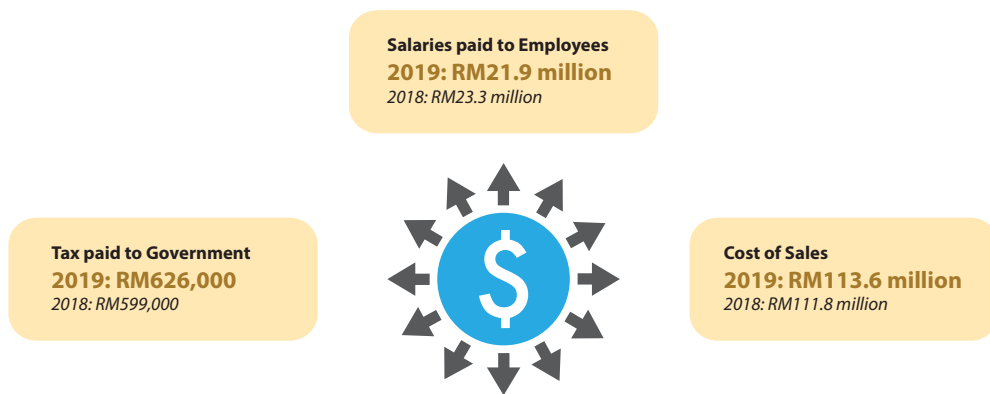 Salaries paid to Employees
2019: RM21.9 million
2018: RM23.3 million
Tax paid to Government
2019: RM626,000
2018: RM599,000
$
Cost of Sales
2019: RM113.6 million
2018: RM111.8 million